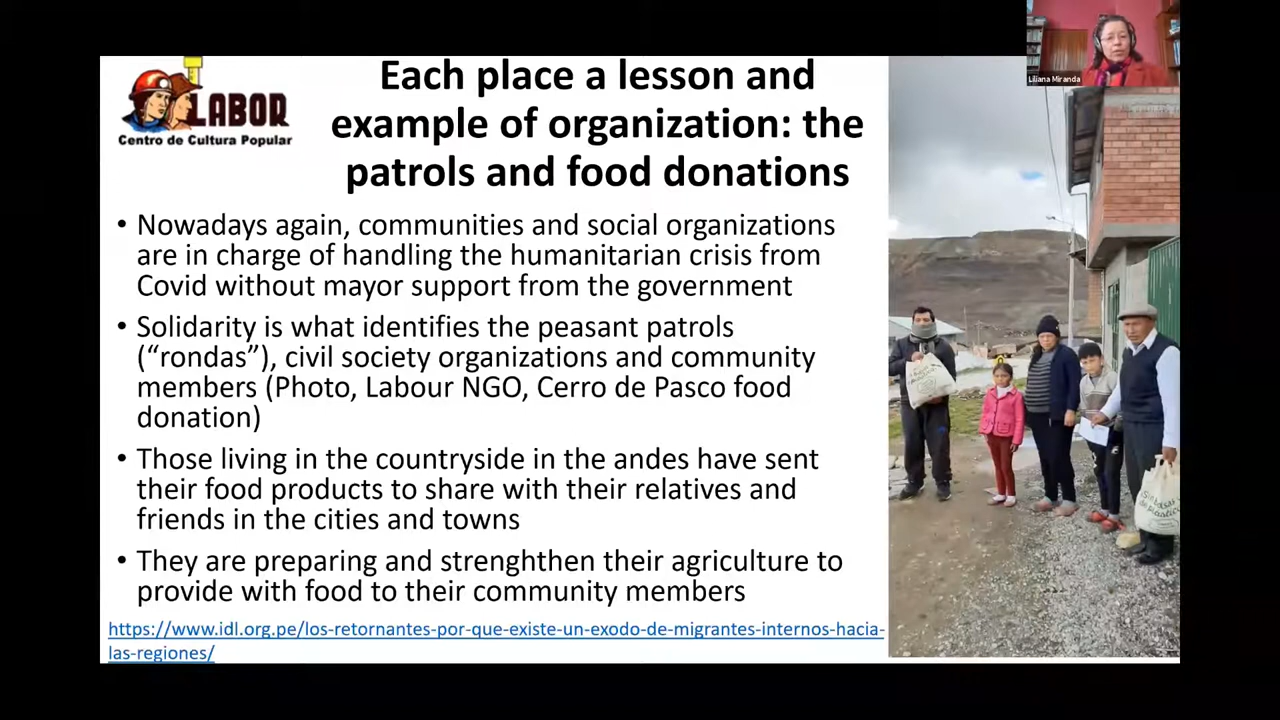 Liliana Miranda
LABOR
Centro de Cultura Popular
Each place a lesson and
example of organization: the
patrols and food donations
• Nowadays again, communities and social organizations
are in charge of handling the humanitarian crisis from
Covid without mayor support from the government
• Solidarity is what identifies the peasant patrols
(“rondas”), civil society organizations and community
members (Photo, Labour NGO, Cerro de Pasco food
donation)
• Those living in the countryside in the andes have sent
their food products to share with their relatives and
friends in the cities and towns
• They are preparing and strenghthen their agriculture to
provide with food to their community members
https://www.idl.org.pe/los-retornantes-por-que-existe-un-exodo-de-migrantes-internos-hacia-
las-regiones/